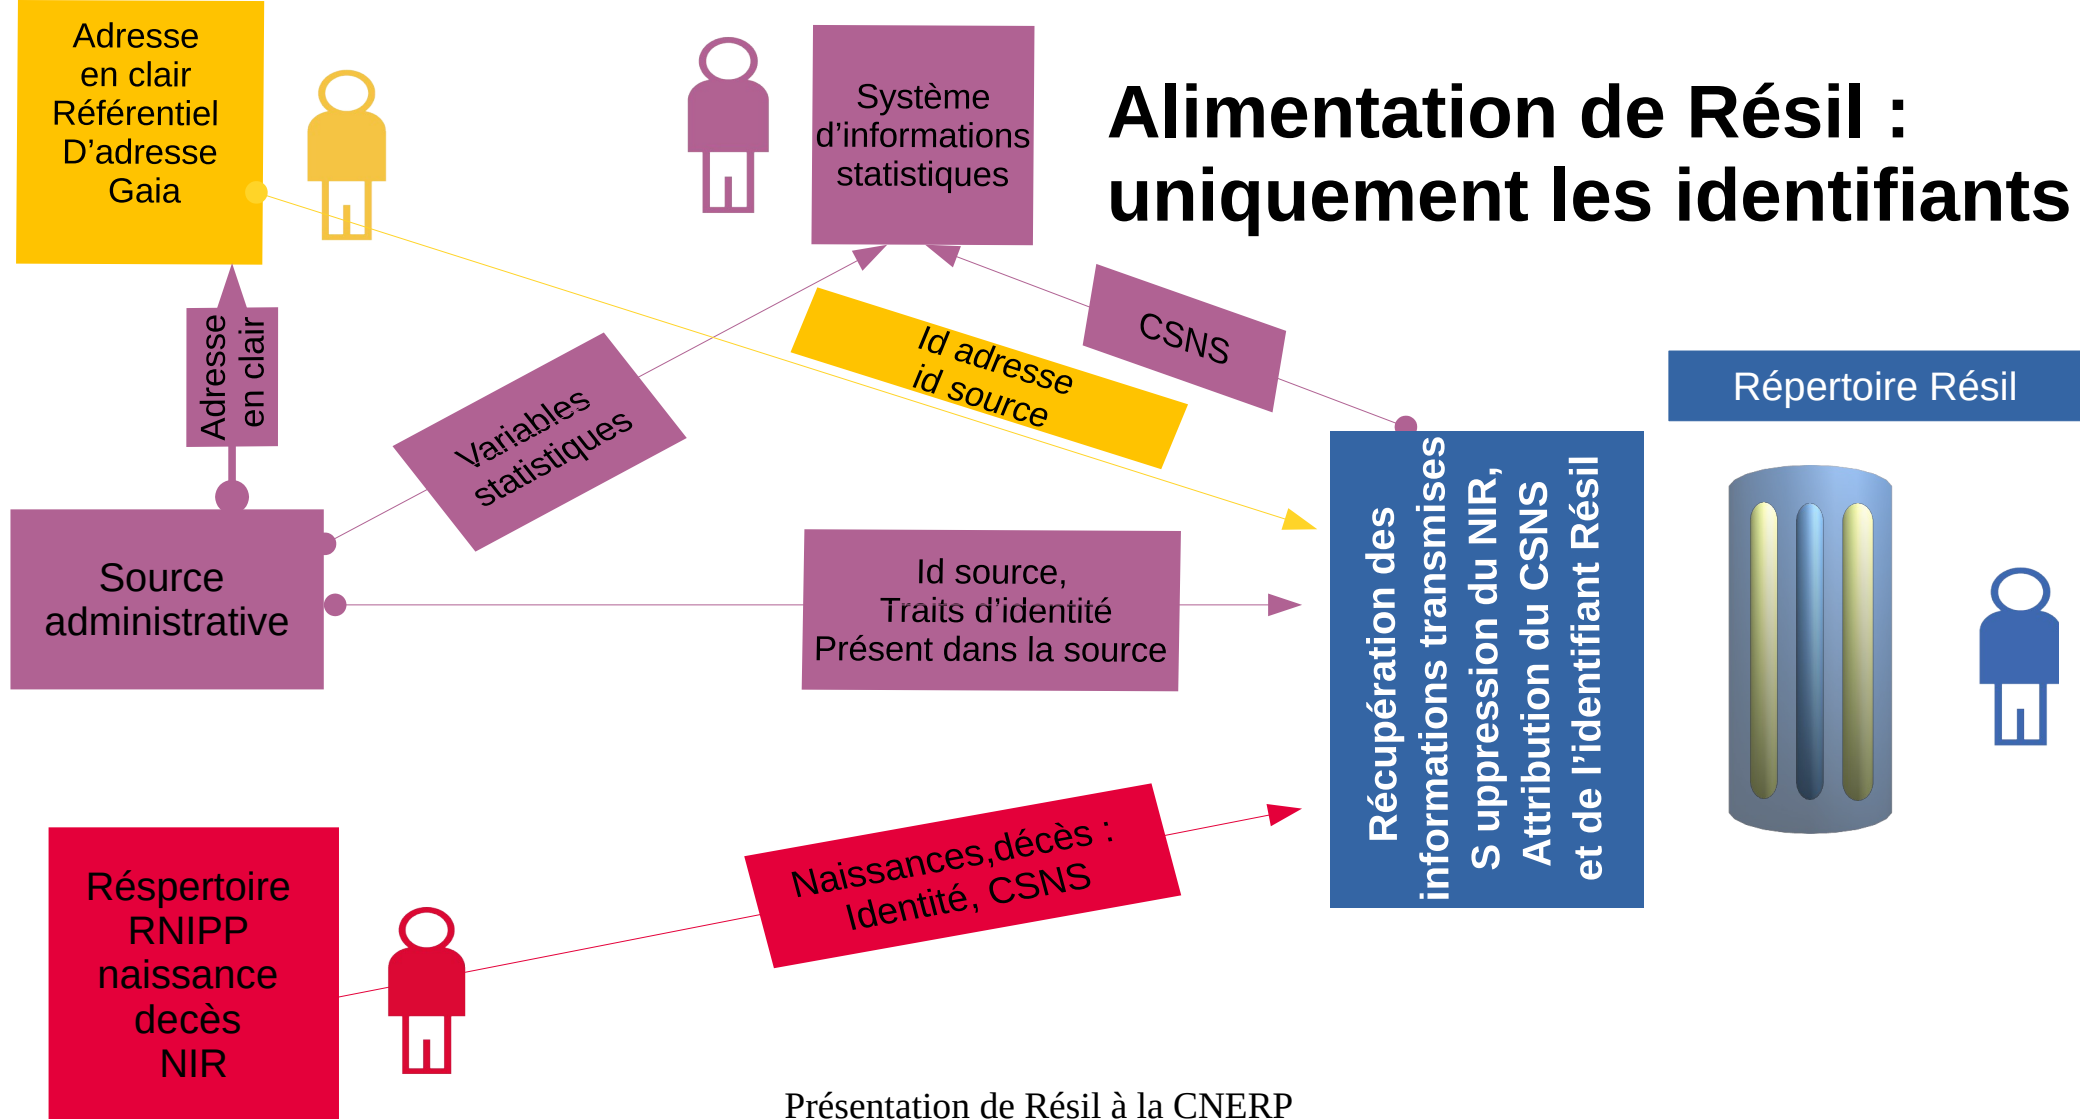 Adresse
en clair
Référentiel
D’adresse
Gaia
Système
d’informations
statistiques
Alimentation de Résil :
uniquement les identifiants
Adresse
en clair
Variables
statistiques
Id adresse
id source
CSNS
Répertoire Résil
Source
administrative
Id source,
Traits d’identité
Présent dans la source
Récupération des
informations transmises
S uppression du NIR,
Attribution du CSNS
et de l’identifiant Résil
Naissances,décès :
Identité, CSNS
Réspertoire
RNIPP
naissance
decès
NIR
Présentation de Résil à la CNERP